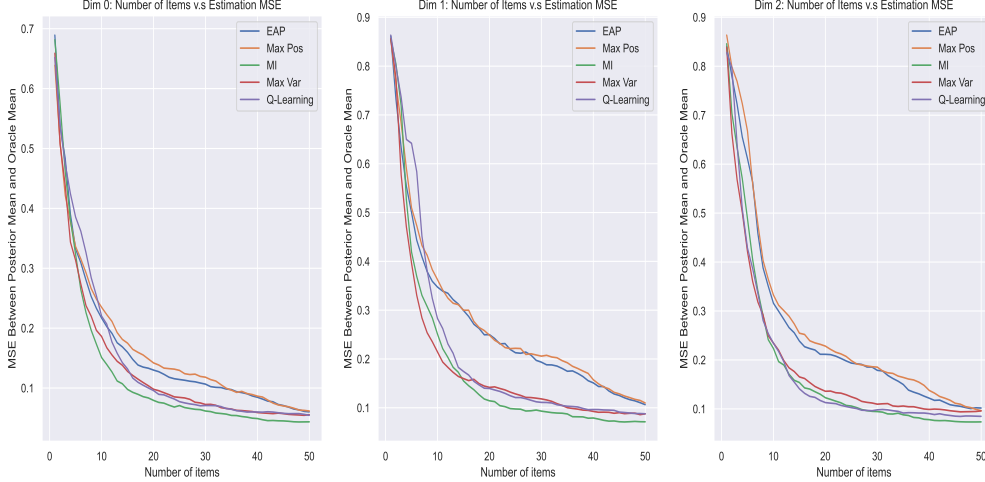 Dim 0: Number of Items v.s Estimation MSE
MSE Between Posterior Mean and Oracle Mean
0.7
0.6
0.5
0.4
0.3
0.2
0.1
EAP
Max Pos
MI
Max Var
Q-Learning
0 10 20 30 40 50
Number of items
Dim 1: Number of Items v.s Estimation MSE
MSE Between Posterior Mean and Oracle Mean
0.9
0.8
0.7
0.6
0.5
0.4
0.3
0.2
0.1
EAP
Max Pos
MI
Max Var
Q-Learning
0 10 20 30 40 50
Number of items
Dim 2: Number of Items v.s Estimation MSE
MSE Between Posterior Mean and Oracle Mean
0.9
0.8
0.7
0.6
0.5
0.4
0.3
0.2
0.1
EAP
Max Pos
MI
Max Var
Q-Learning
0 10 20 30 40 50
Number of items